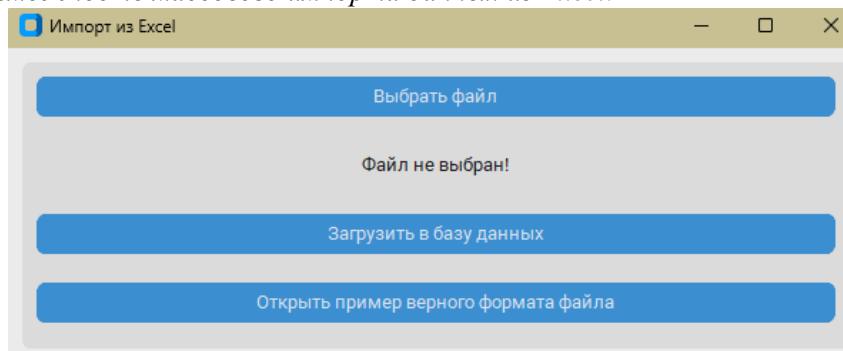 Импорт из Excel
Выбрать файл
Файл не выбран!
Загрузить в базу данных
Открыть пример верного формата файла